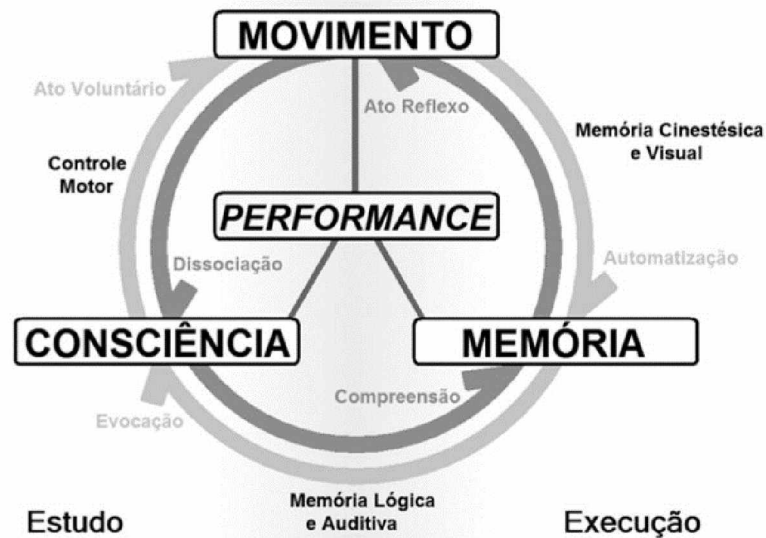 MOVIMENTO
Ato Voluntário
Ato Reflexo
Memória Cinestésica
e Visual
Controle
Motor
PERFORMANCE
Dissociação
Automatização
CONSCIÊNCIA
MEMÓRIA
Compreensão
Evocação
Memória Lógica
e Auditiva
Estudo
Execução